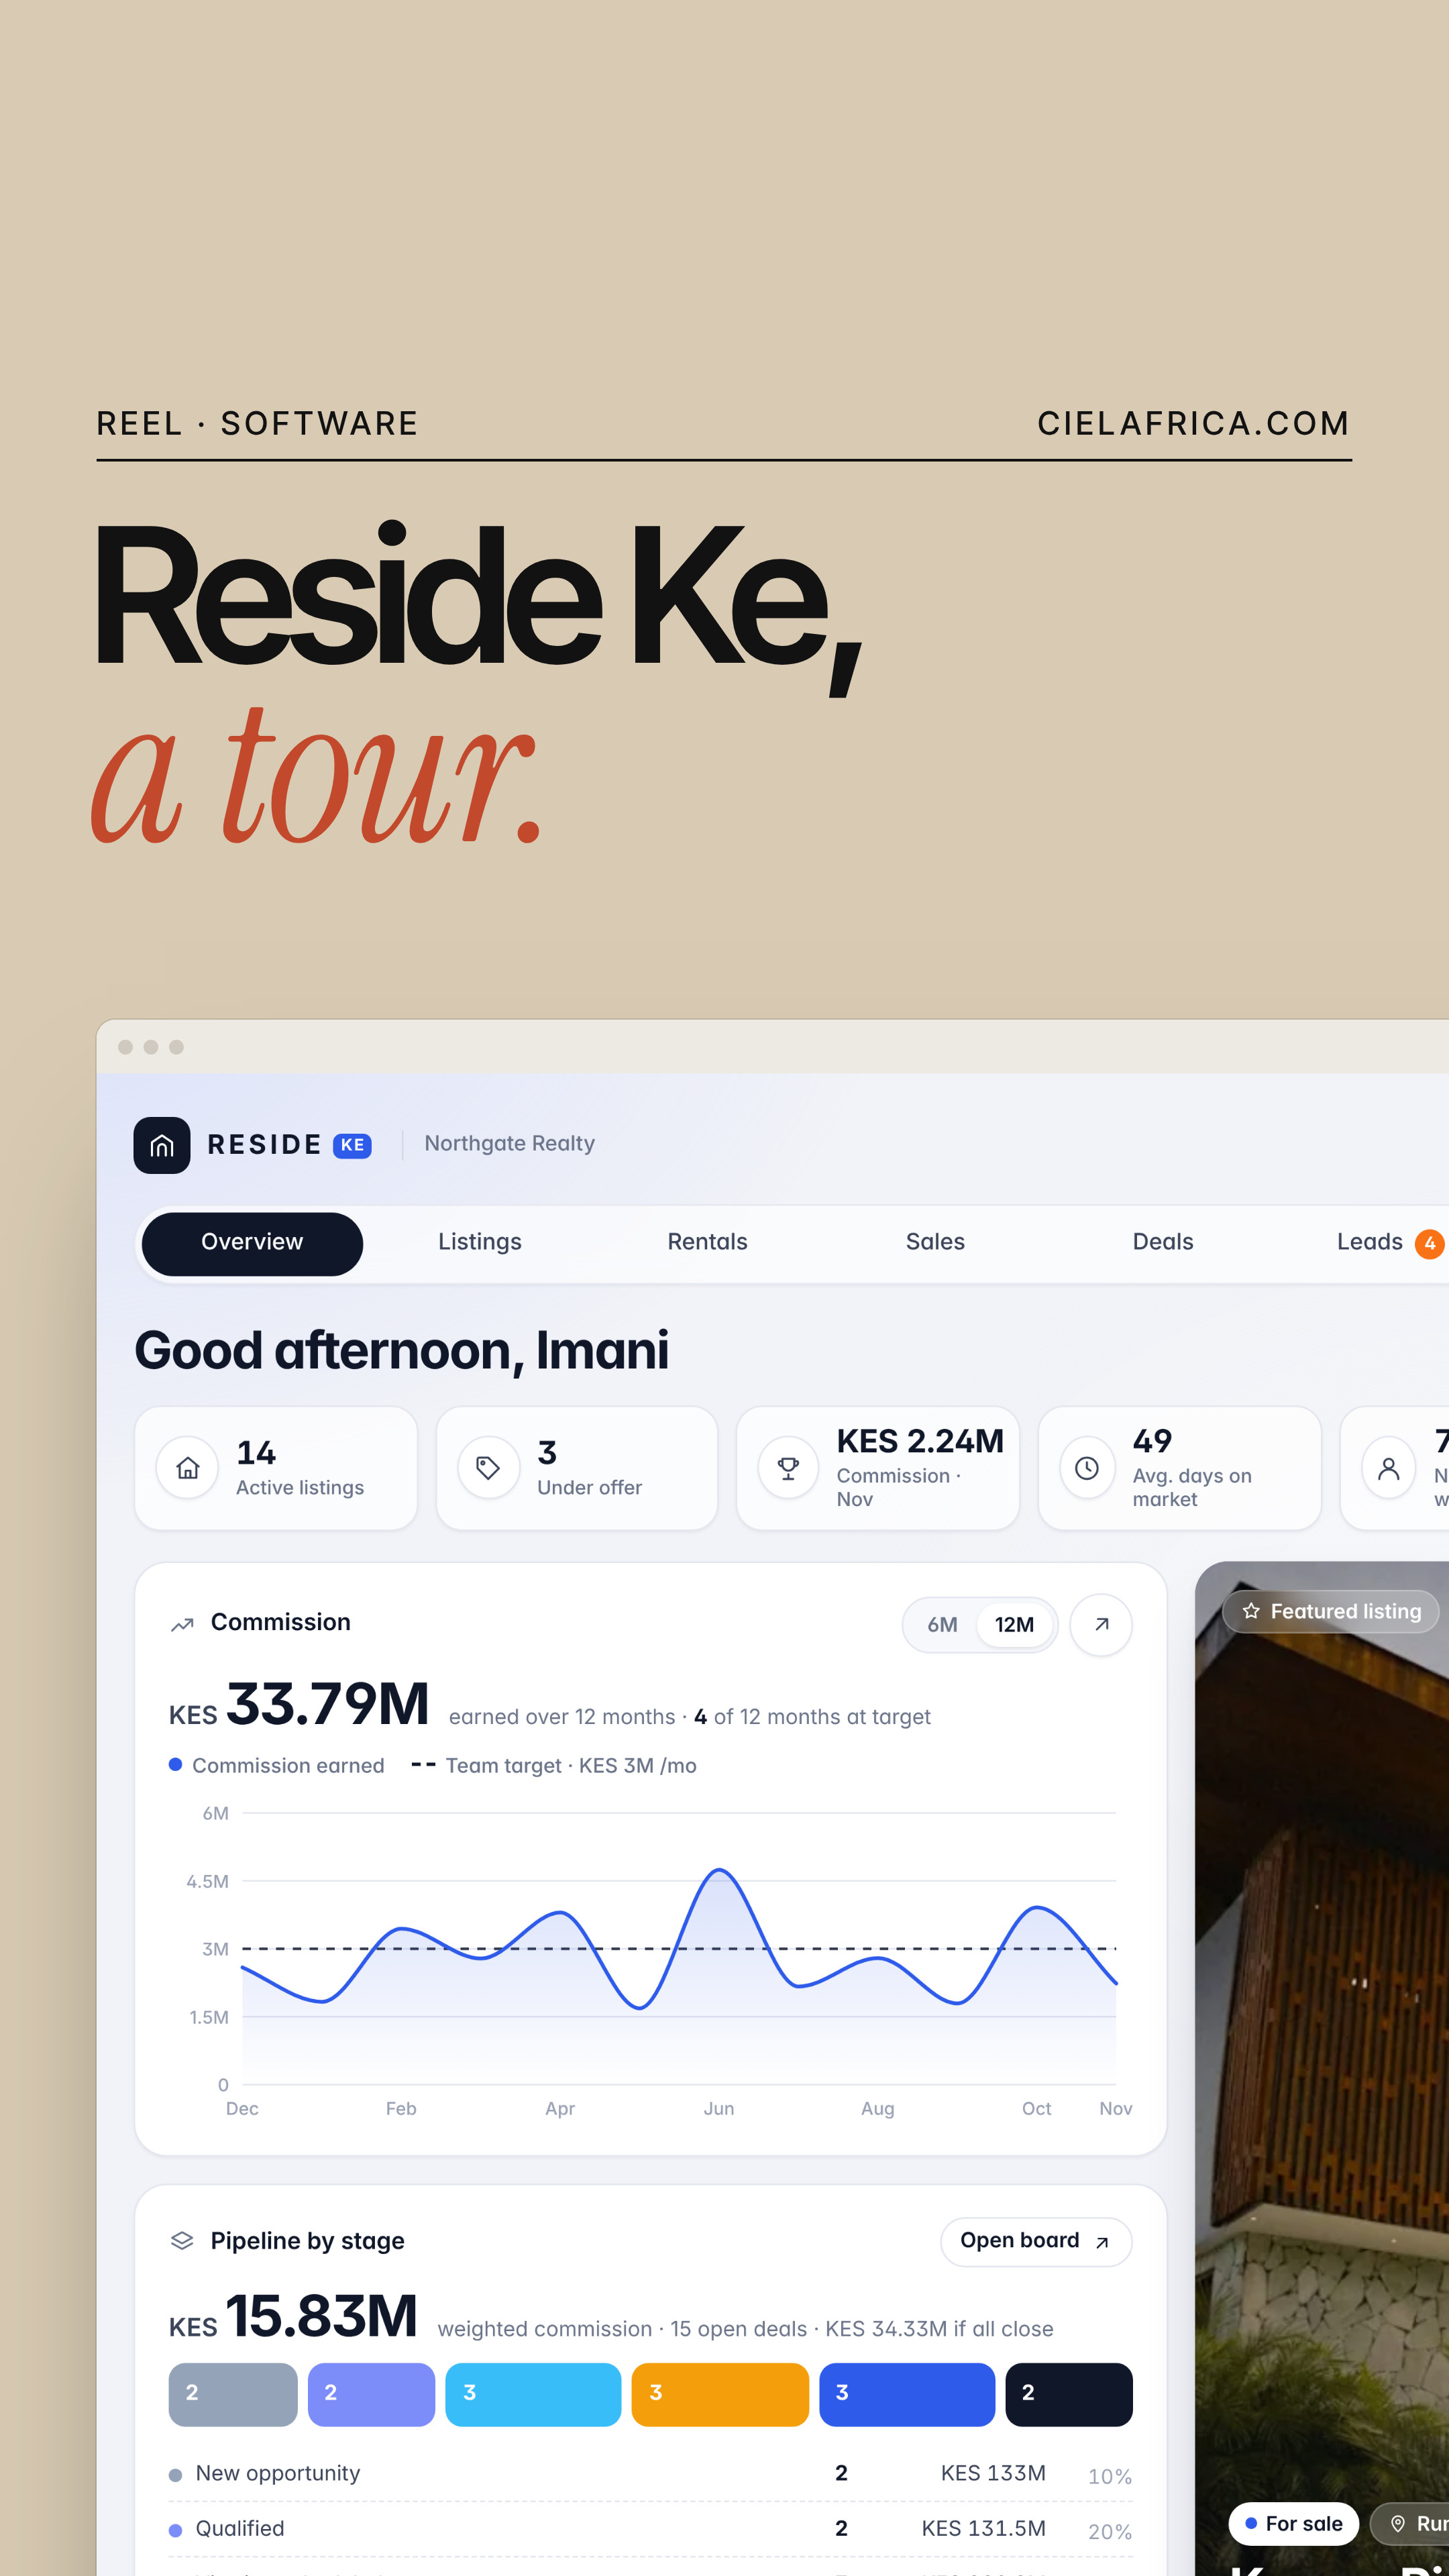 REEL · SOFTWARE
CIELAFRICA.COM
Reside Ke,
a tour.
RESIDE KE
Northgate Realty
Overview
Listings
Rentals
Sales
Deals
Leads 4
Good afternoon, Imani
14
Active listings
3
Under offer
KES 2.24M
Commission ·
Nov
49
Avg. days on
market
7
Commission
6M
12M
KES 33.79M earned over 12 months · 4 of 12 months at target
Commission earned
Team target · KES 3M /mo
6M
4.5M
3M
1.5M
0
Dec
Feb
Apr
Jun
Aug
Oct
Nov
Featured listing
Pipeline by stage
Open board
KES 15.83M weighted commission · 15 open deals · KES 34.33M if all close
2
2
3
3
3
2
New opportunity 2 KES 133M 10%
Qualified 2 KES 131.5M 20%
For sale